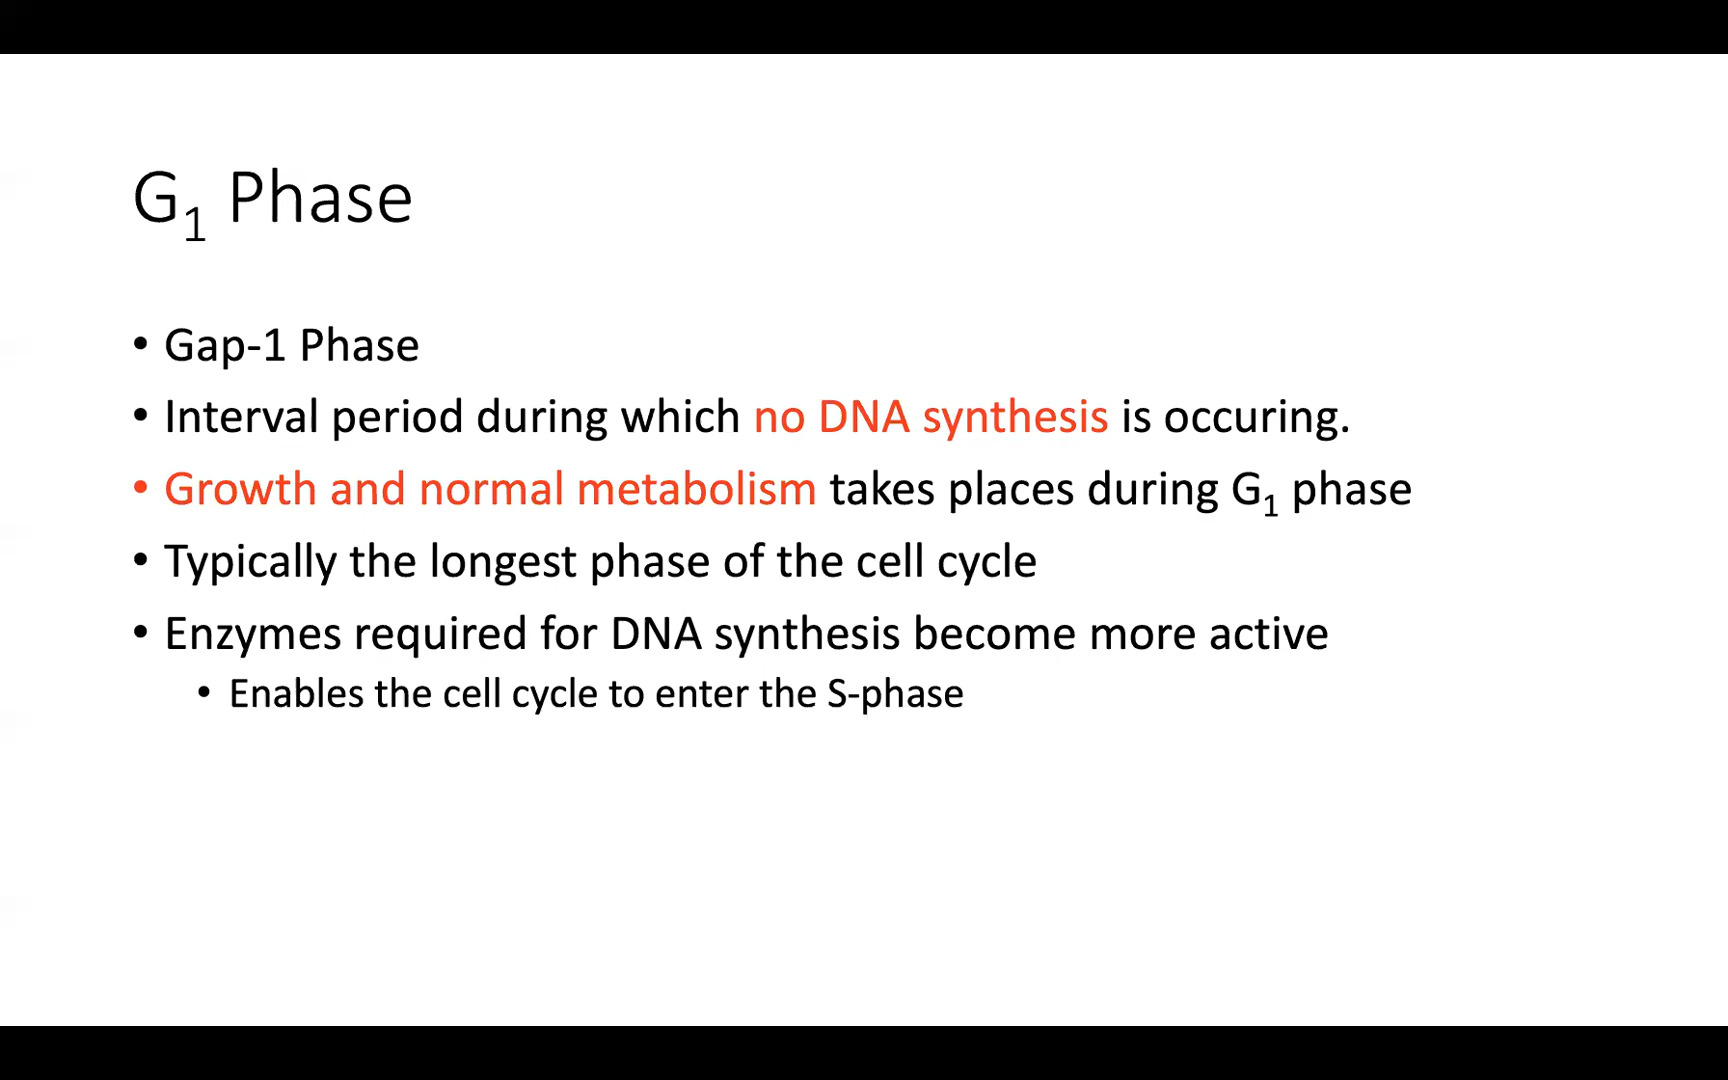 G₁ Phase
• Gap-1 Phase
• Interval period during which no DNA synthesis is occuring.
• Growth and normal metabolism takes places during G₁ phase
• Typically the longest phase of the cell cycle
• Enzymes required for DNA synthesis become more active
• Enables the cell cycle to enter the S-phase